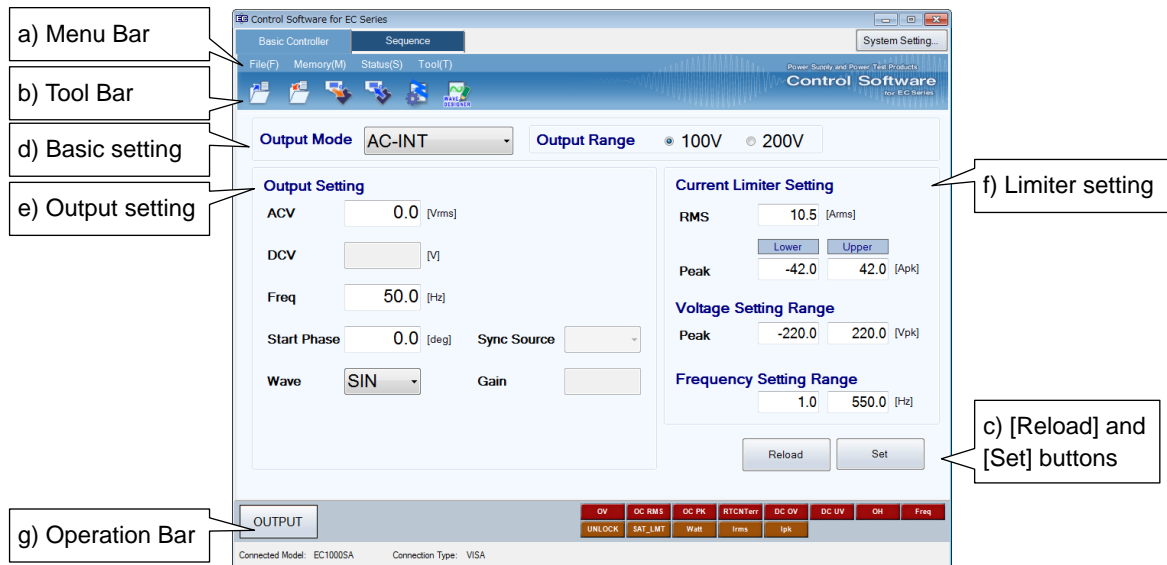 a) Menu Bar
b) Tool Bar
d) Basic setting
e) Output setting
g) Operation Bar
f) Limiter setting
c) [Reload] and
[Set] buttons
EC Control Software for EC Series
Basic Controller Sequence System Setting...
File(F) Memory(M) Status(S) Tool(T)
Power Supply and Power Test Products
Control Software
for EC Series
WAVE DESIGNER
Output Mode AC-INT Output Range 100V 200V
Output Setting
ACV 0.0 [Vrms]
DCV [V]
Freq 50.0 [Hz]
Start Phase 0.0 [deg] Sync Source
Wave SIN Gain
Current Limiter Setting
RMS 10.5 [Arms]
Lower Upper
Peak -42.0 42.0 [Apk]
Voltage Setting Range
Peak -220.0 220.0 [Vpk]
Frequency Setting Range
1.0 550.0 [Hz]
Reload Set
OUTPUT
OV OC RMS OC PK RTCNTerr DC OV DC UV OH Freq
UNLOCK SAT_LMT Watt Irms Ipk
Connected Model: EC1000SA Connection Type: VISA